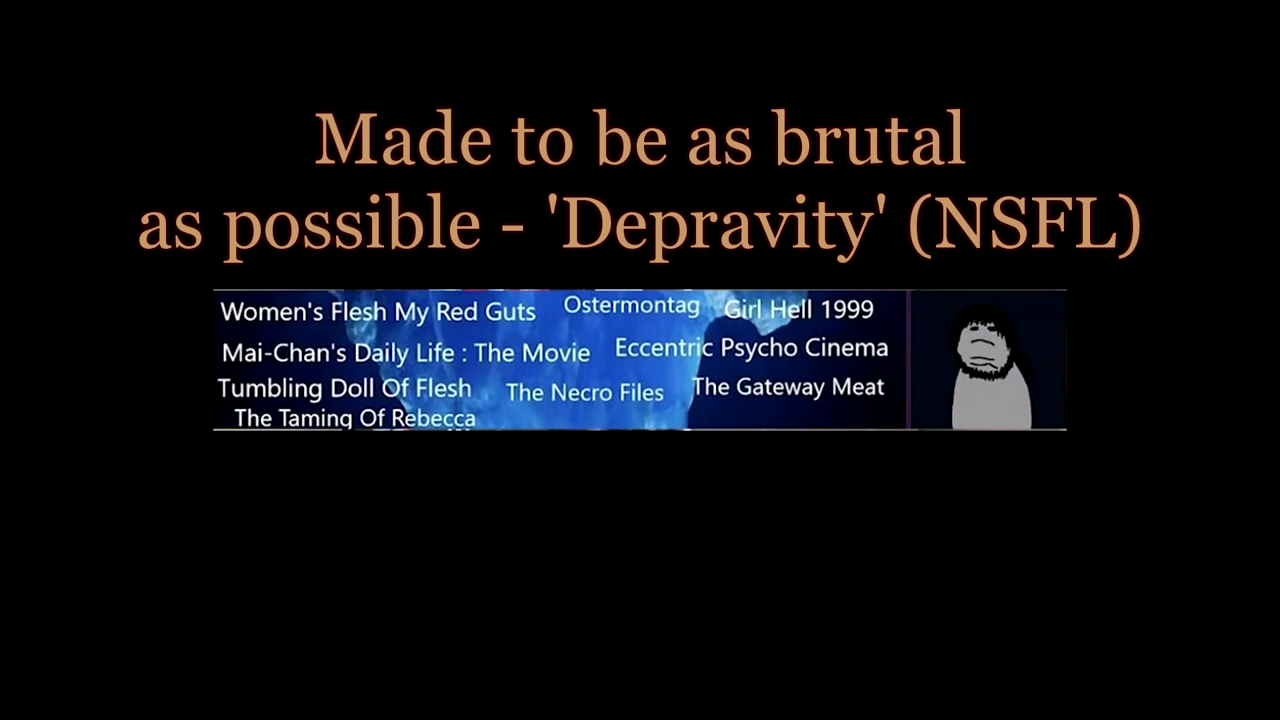 Made to be as brutal
as possible - 'Depravity' (NSFL)
Women's Flesh My Red Guts
Ostermontag
Girl Hell 1999
Mai-Chan's Daily Life : The Movie
Eccentric Psycho Cinema
Tumbling Doll Of Flesh
The Necro Files
The Gateway Meat
The Taming Of Rebecca